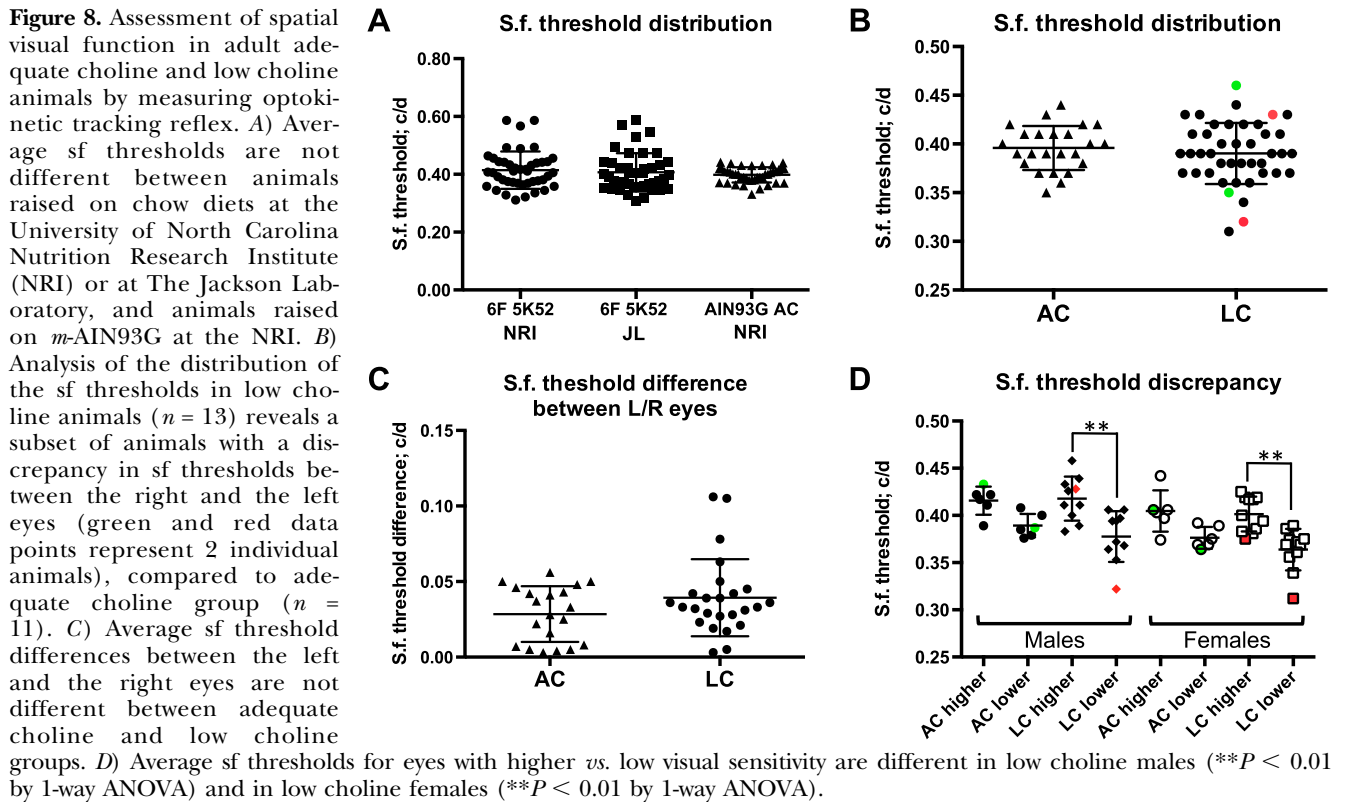 Figure 8. Assessment of spatial
visual function in adult ade-
quate choline and low choline
animals by measuring optoki-
netic tracking reflex. A) Aver-
age sf thresholds are not
different between animals
raised on chow diets at the
University of North Carolina
Nutrition Research Institute
(NRI) or at The Jackson Lab-
oratory, and animals raised
on m-AIN93G at the NRI. B)
Analysis of the distribution of
the sf thresholds in low cho-
line animals (n = 13) reveals a
subset of animals with a dis-
crepancy in sf thresholds be-
tween the right and the left
eyes (green and red data
points represent 2 individual
animals), compared to ade-
quate choline group (n =
11). C) Average sf threshold
differences between the left
and the right eyes are not
different between adequate
choline and low choline
groups. D) Average sf thresholds for eyes with higher vs. low visual sensitivity are different in low choline males (**P < 0.01
by 1-way ANOVA) and in low choline females (**P < 0.01 by 1-way ANOVA).
A
S.f. threshold distribution
S.f. threshold; c/d
0.80
0.60
0.40
0.20
0.00
6F 5K52 6F 5K52 AIN93G AC
NRI JL NRI
B
S.f. threshold distribution
S.f. threshold; c/d
0.50
0.45
0.40
0.35
0.30
0.25
AC LC
C
S.f. theshold difference
between L/R eyes
S.f. threshold difference; c/d
0.15
0.10
0.05
0.00
AC LC
D
S.f. threshold discrepancy
S.f. threshold; c/d
0.50
0.45
0.40
0.35
0.30
0.25
** **
Males Females
AC higher
AC lower
LC higher
LC lower
AC higher
AC lower
LC higher
LC lower